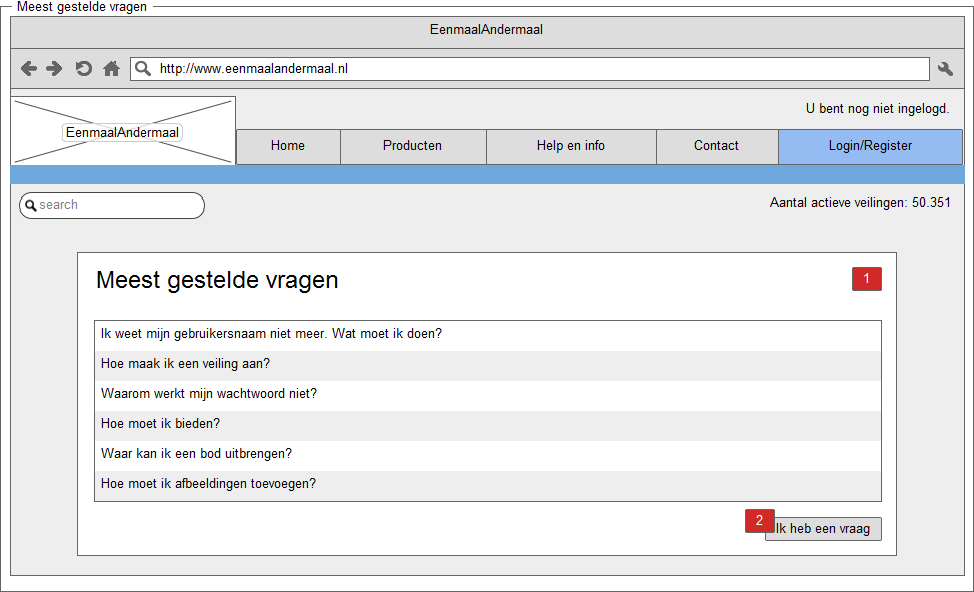 Meest gestelde vragen
EenmaalAndermaal
http://www.eenmaalandermaal.nl
U bent nog niet ingelogd.
EenmaalAndermaal
Home Producten Help en info Contact Login/Register
search
Aantal actieve veilingen: 50.351
Meest gestelde vragen
1
Ik weet mijn gebruikersnaam niet meer. Wat moet ik doen?
Hoe maak ik een veiling aan?
Waarom werkt mijn wachtwoord niet?
Hoe moet ik bieden?
Waar kan ik een bod uitbrengen?
Hoe moet ik afbeeldingen toevoegen?
2
Ik heb een vraag